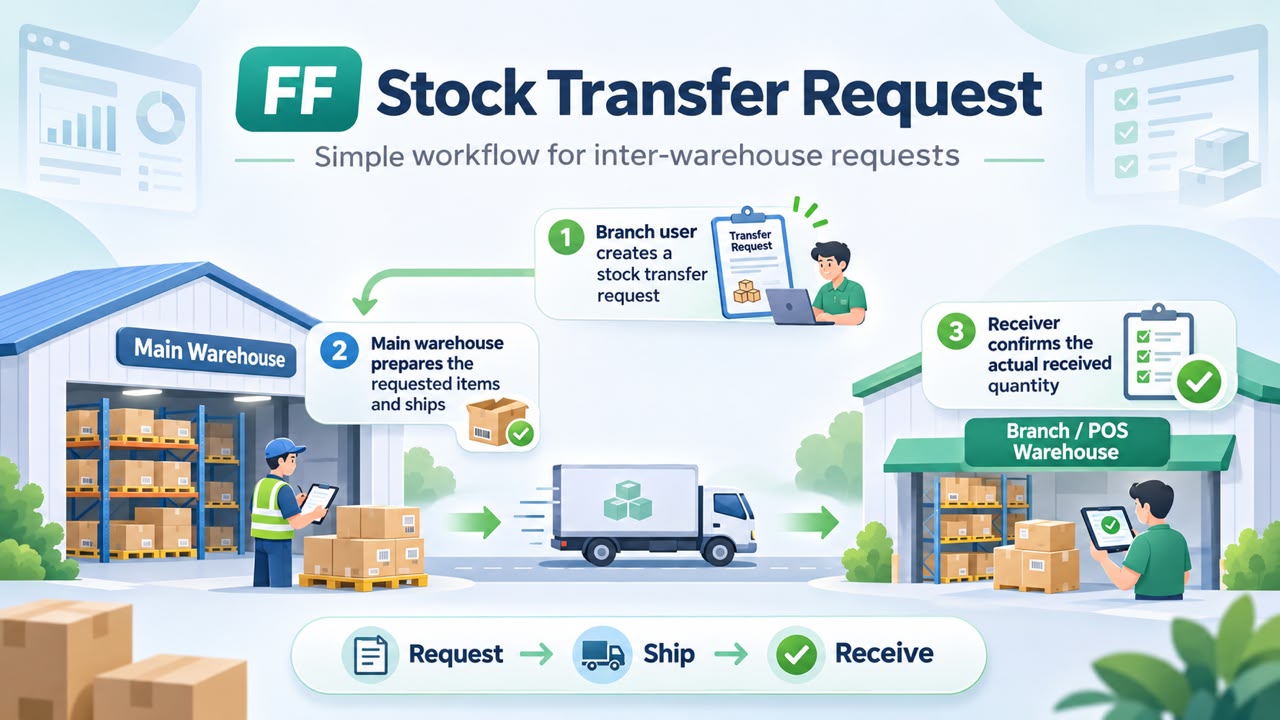 FF Stock Transfer Request
Simple workflow for inter-warehouse requests
1
Branch user
creates a
stock transfer
request
Transfer
Request
2
Main warehouse
prepares the
requested items
and ships
3
Receiver
confirms the
actual received
quantity
Main Warehouse
Branch / POS
Warehouse
Request
Ship
Receive